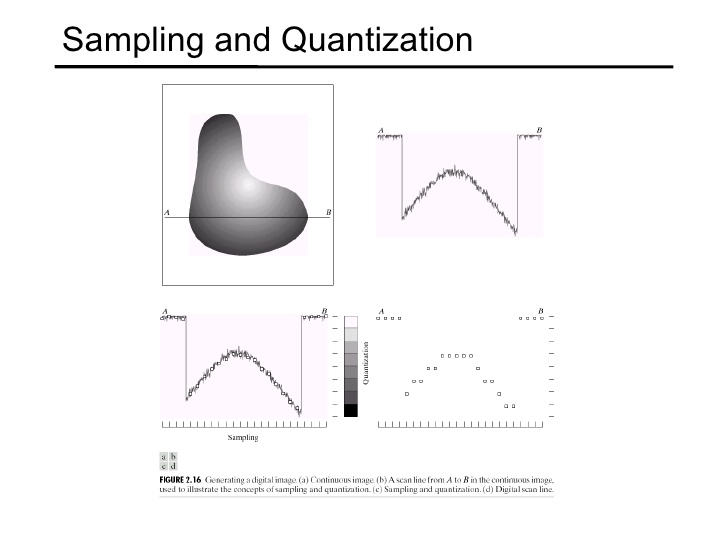 Sampling and Quantization
A B
A B
A B
A B
Quantization
Sampling
a b
c d
FIGURE 2.16 Generating a digital image. (a) Continuous image. (b) A scan line from A to B in the continuous image,
used to illustrate the concepts of sampling and quantization. (c) Sampling and quantization. (d) Digital scan line.